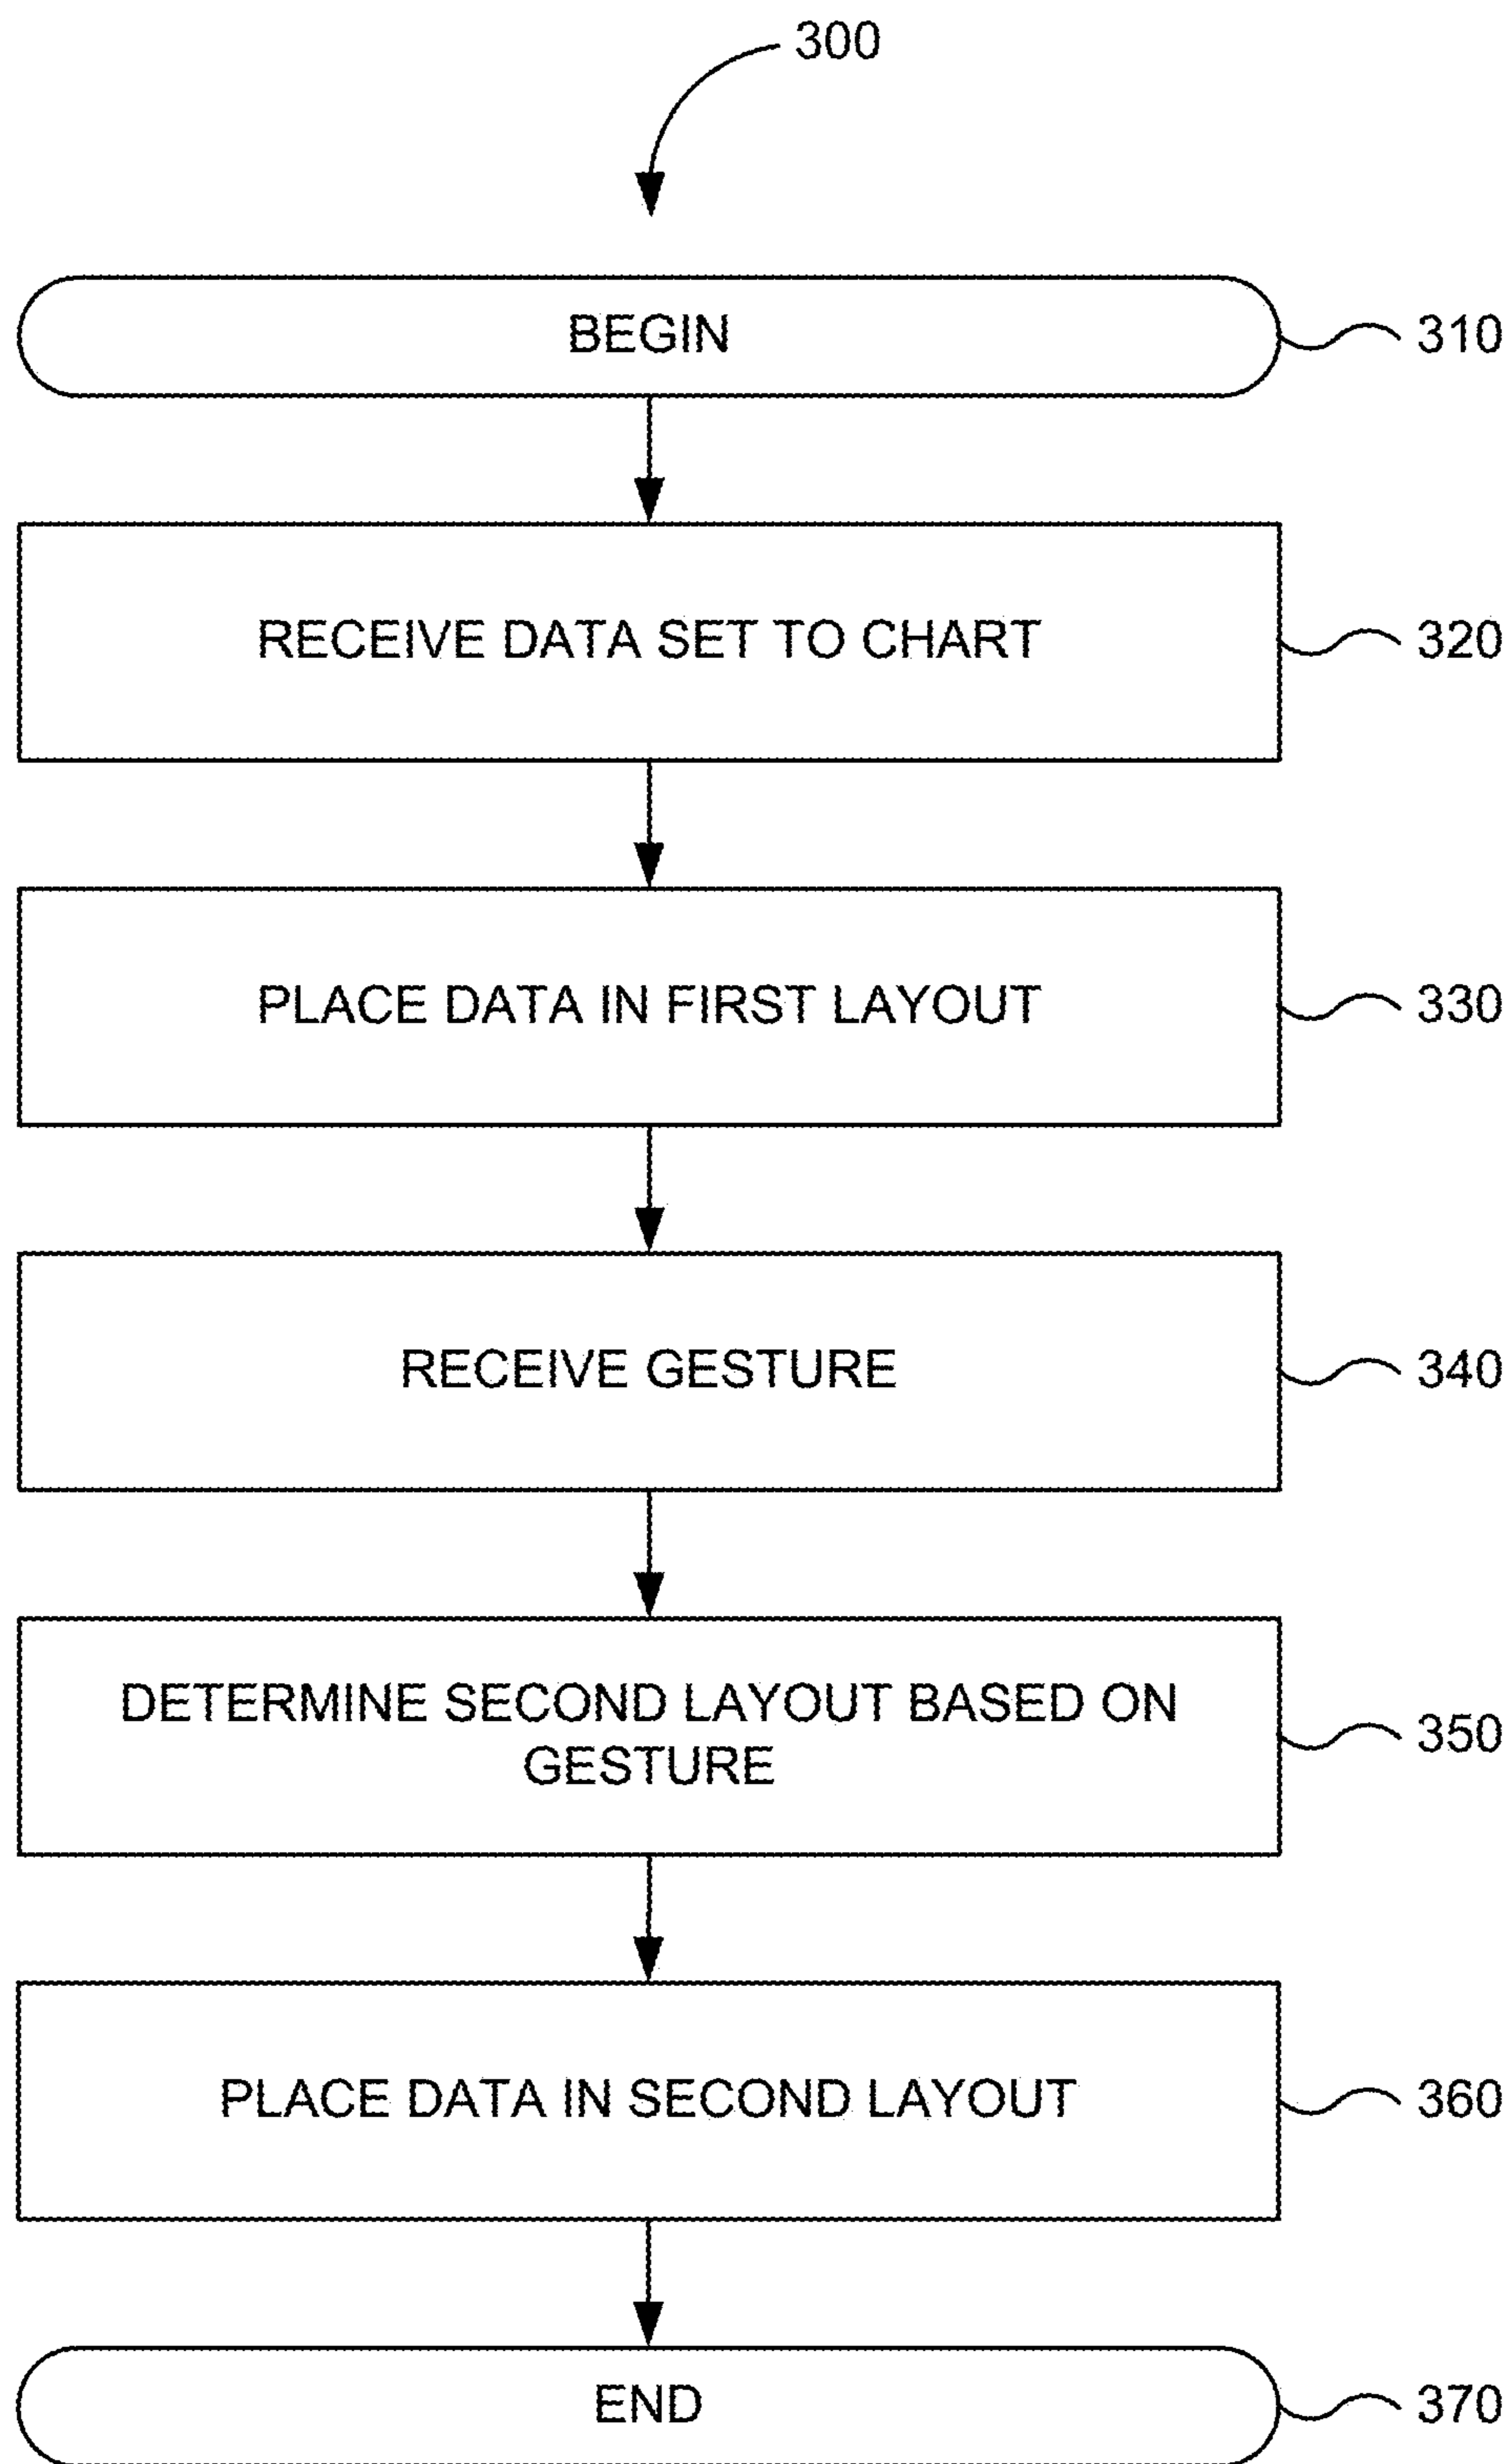 300
BEGIN
310
RECEIVE DATA SET TO CHART
320
PLACE DATA IN FIRST LAYOUT
330
RECEIVE GESTURE
340
DETERMINE SECOND LAYOUT BASED ON
GESTURE
350
PLACE DATA IN SECOND LAYOUT
360
END
370